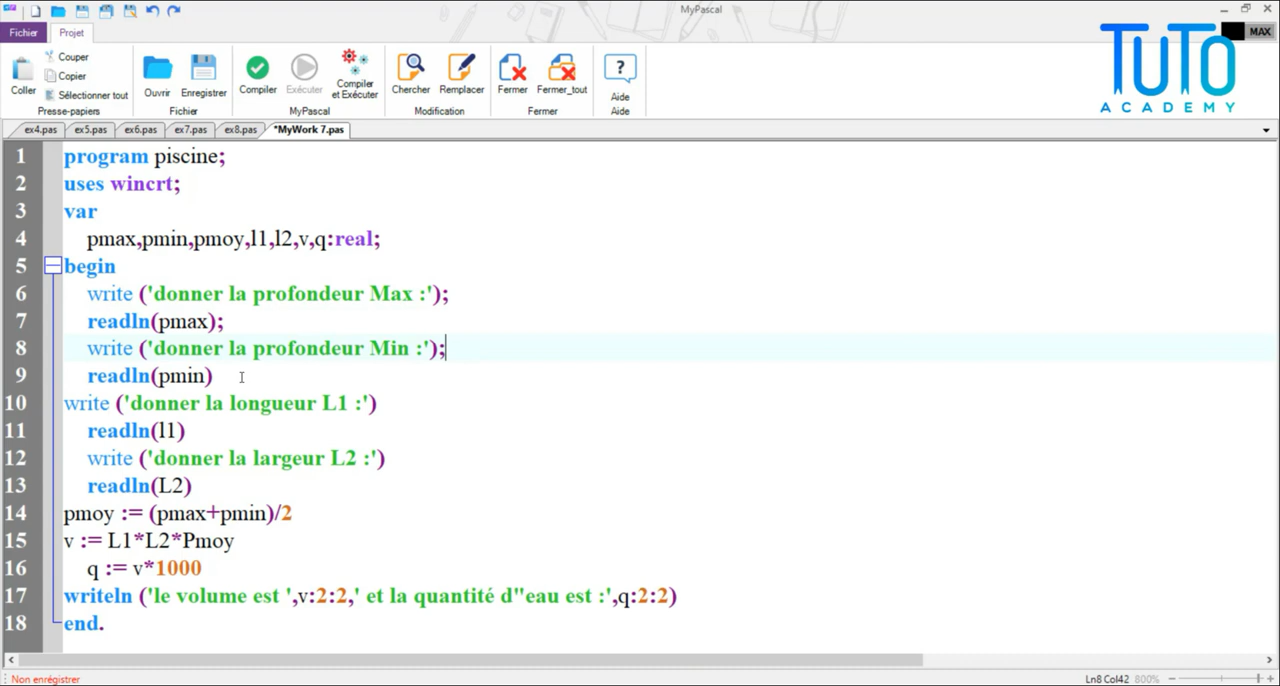 MyPascal
Fichier Projet
MAX
TUTO
ACADEMY
Couper
Copier
Sélectionner tout
Coller
Presse-papiers
Ouvrir Enregistrer
Fichier
Compiler Exécuter Compiler et Exécuter
MyPascal
Chercher Remplacer
Modification
Fermer Fermer_tout
Fermer
?
Aide
Aide
ex4.pas ex5.pas ex6.pas ex7.pas ex8.pas *MyWork 7.pas
1 program piscine;
2 uses wincrt;
3 var
4 pmax,pmin,pmoy,l1,l2,v,q:real;
5 begin
6 write ('donner la profondeur Max :');
7 readln(pmax);
8 write ('donner la profondeur Min :');
9 readln(pmin)
10 write ('donner la longueur L1 :')
11 readln(l1)
12 write ('donner la largeur L2 :')
13 readln(L2)
14 pmoy := (pmax+pmin)/2
15 v := L1*L2*Pmoy
16 q := v*1000
17 writeln ('le volume est ',v:2:2,' et la quantité d''eau est :',q:2:2)
18 end.
Non enrégistrer
Ln8 Col42 800%